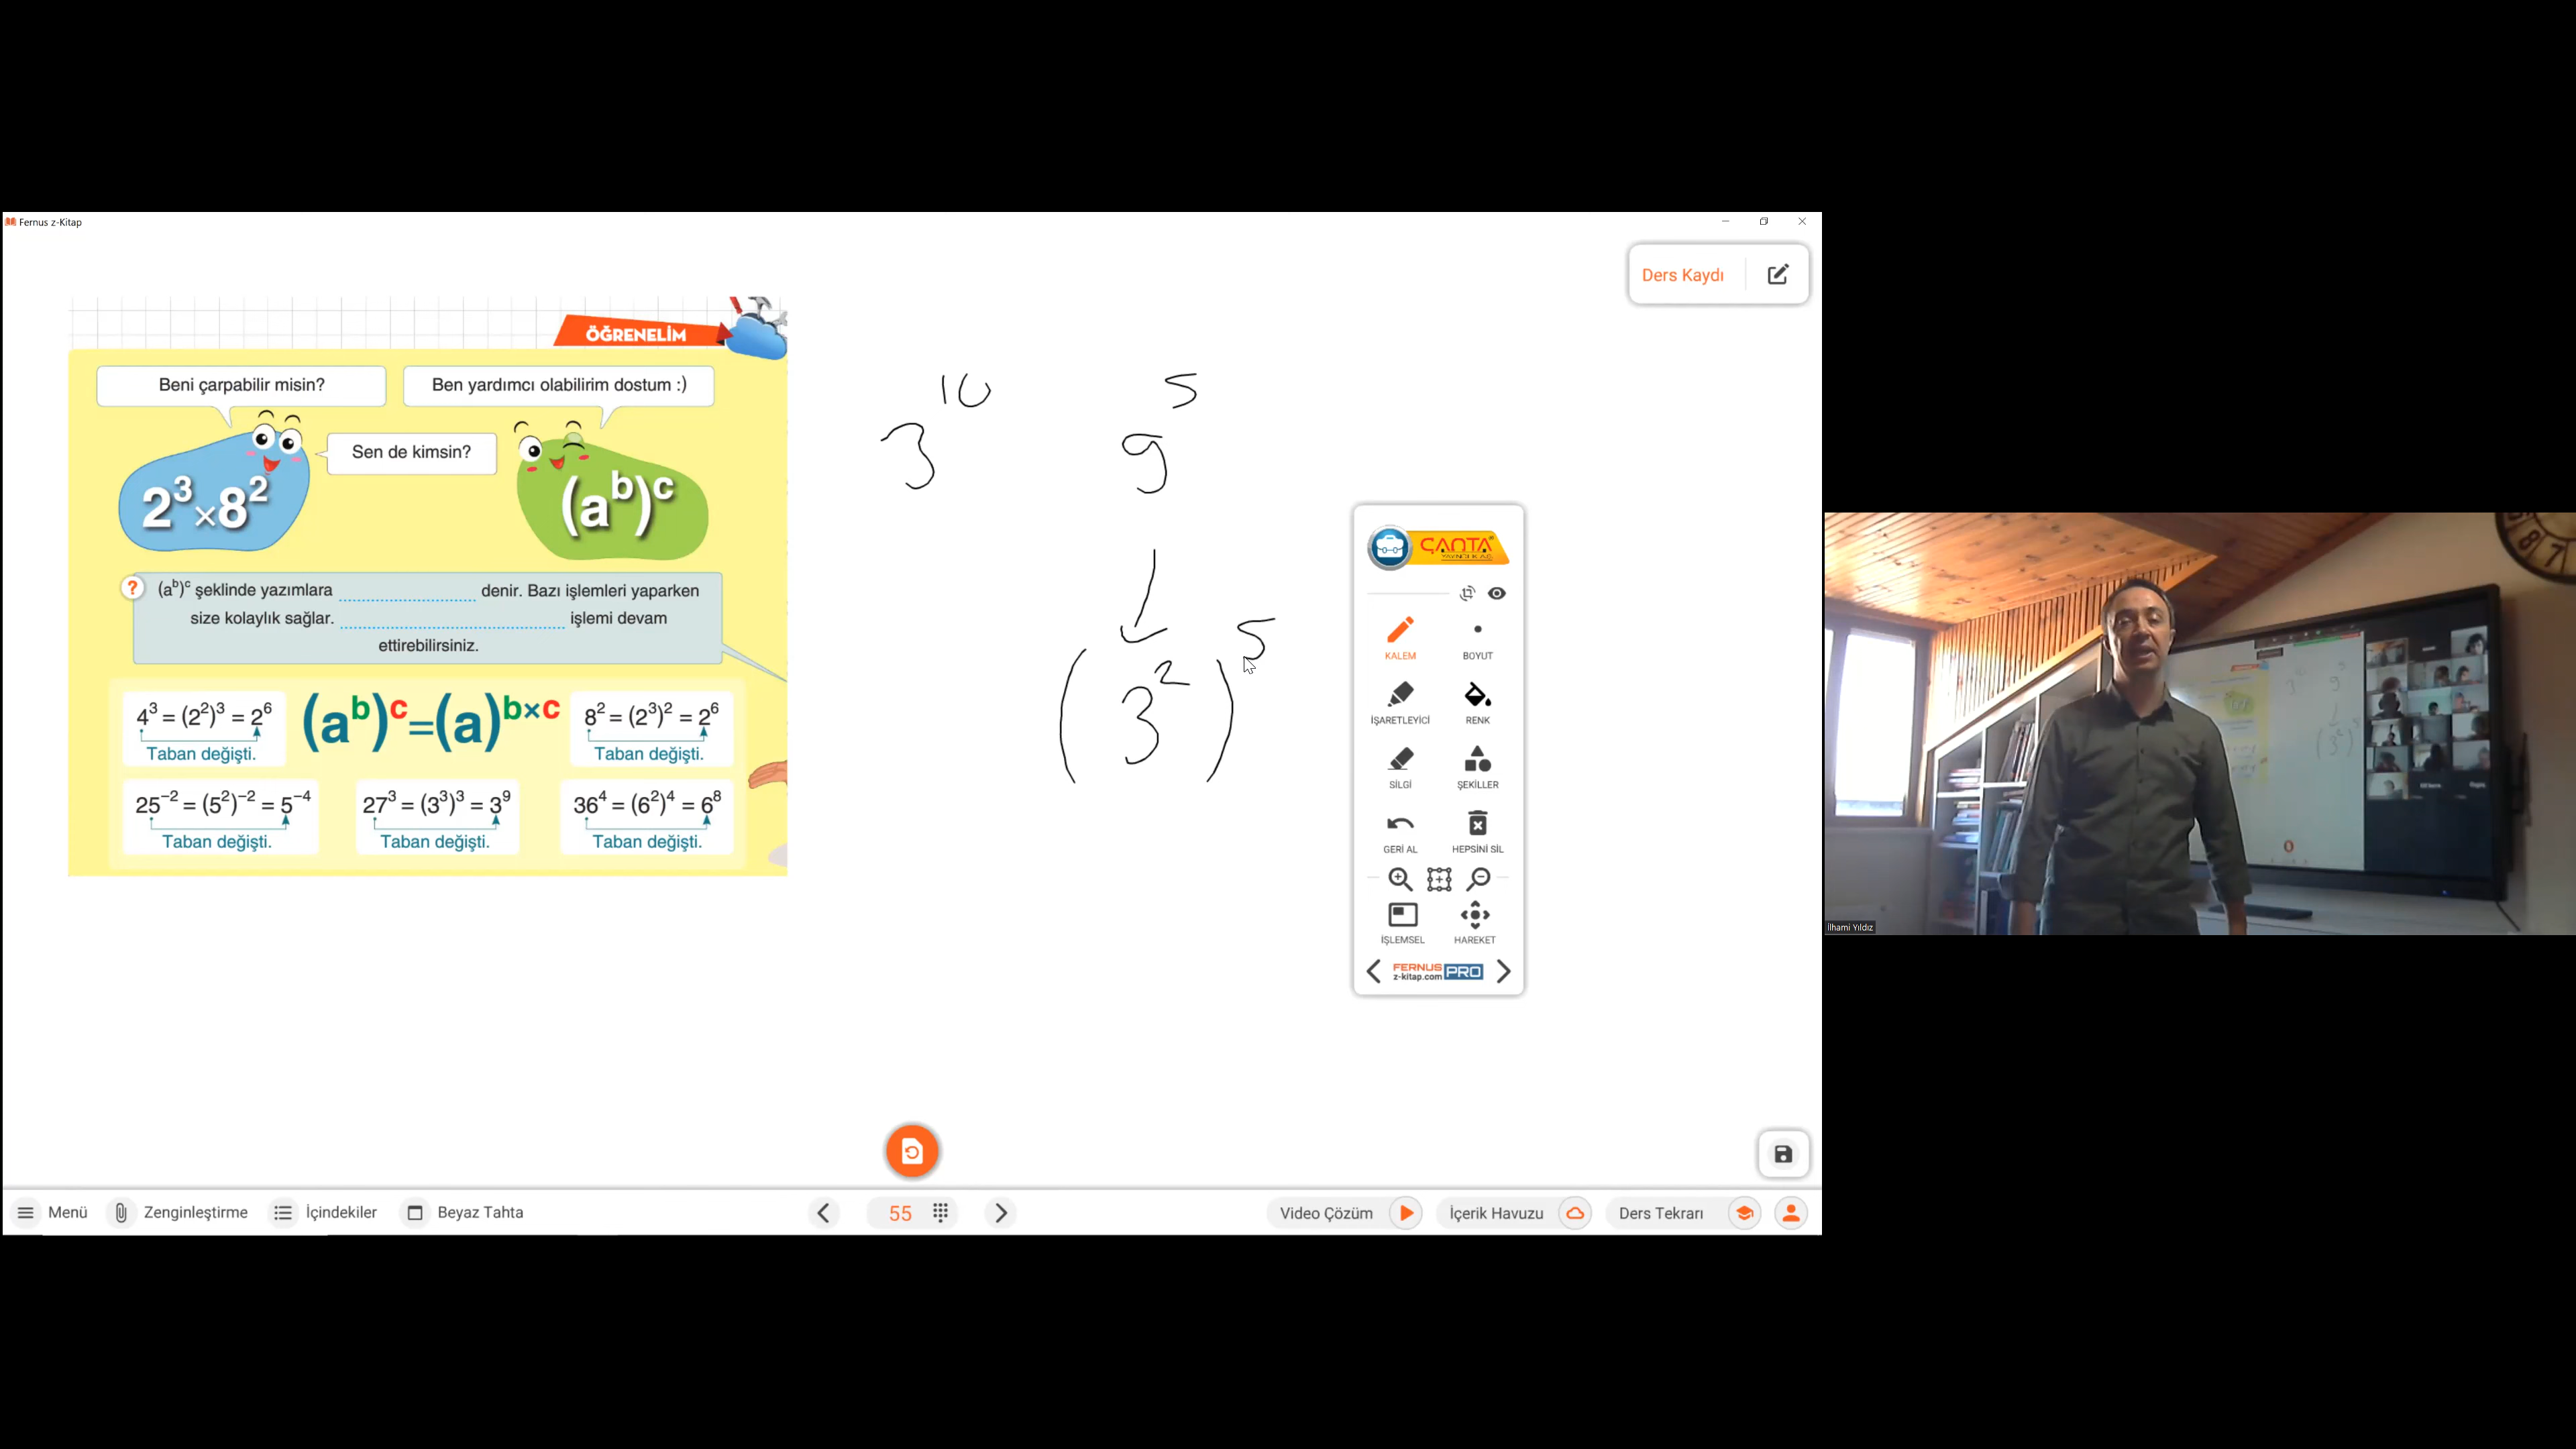 Fernus z-Kitap
Ders Kaydı
ÖĞRENELİM
Beni çarpabilir misin?
Ben yardımcı olabilirim dostum :)
Sen de kimsin?
2³×8²
(aᵇ)ᶜ
? (aᵇ)ᶜ şeklinde yazımlara ........................ denir. Bazı işlemleri yaparken
size kolaylık sağlar. ........................ işlemi devam
ettirebilirsiniz.
4³ = (2²)³ = 2⁶
Taban değişti.
(aᵇ)ᶜ=(a)ᵇˣᶜ
8² = (2³)² = 2⁶
Taban değişti.
25⁻² = (5²)⁻² = 5⁻⁴
Taban değişti.
27³ = (3³)³ = 3⁹
Taban değişti.
36⁴ = (6²)⁴ = 6⁸
Taban değişti.
3¹⁰ 9⁵
(3²)⁵
ÇANTA
YAYINCILIK A.Ş.
KALEM BOYUT
İŞARETLEYİCİ RENK
SİLGİ ŞEKİLLER
GERİ AL HEPSİNİ SİL
İŞLEMSEL HAREKET
FERNUS PRO
z-kitap.com
İlhami Yıldız
Menü Zenginleştirme İçindekiler Beyaz Tahta 55 Video Çözüm İçerik Havuzu Ders Tekrarı